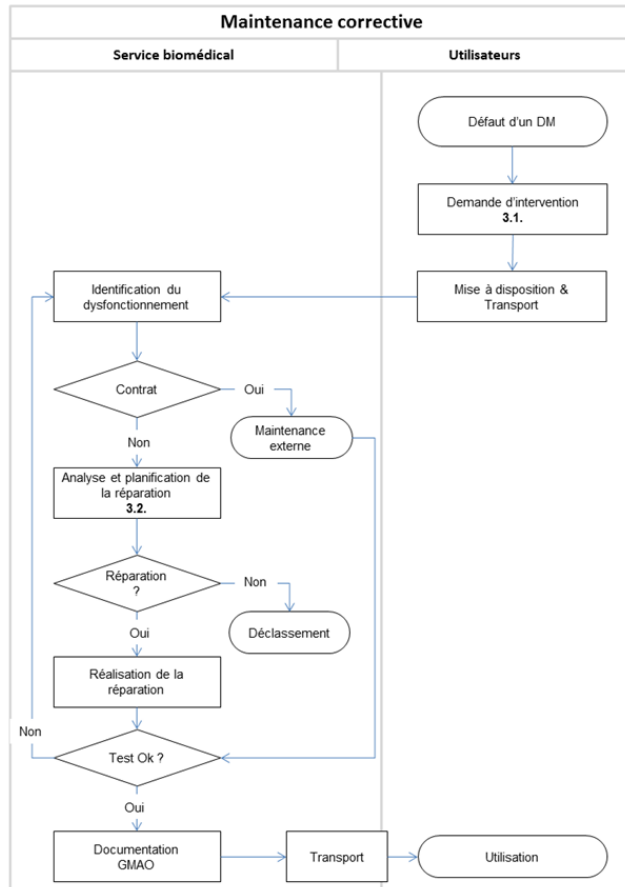 Maintenance corrective
Service biomédical
Utilisateurs
Défaut d'un DM
Demande d'intervention
3.1.
Mise à disposition &
Transport
Identification du
dysfonctionnement
Contrat
Oui
Maintenance
externe
Non
Analyse et planification de
la réparation
3.2.
Réparation
?
Non
Déclassement
Oui
Réalisation de la
réparation
Non
Test Ok ?
Oui
Documentation
GMAO
Transport
Utilisation